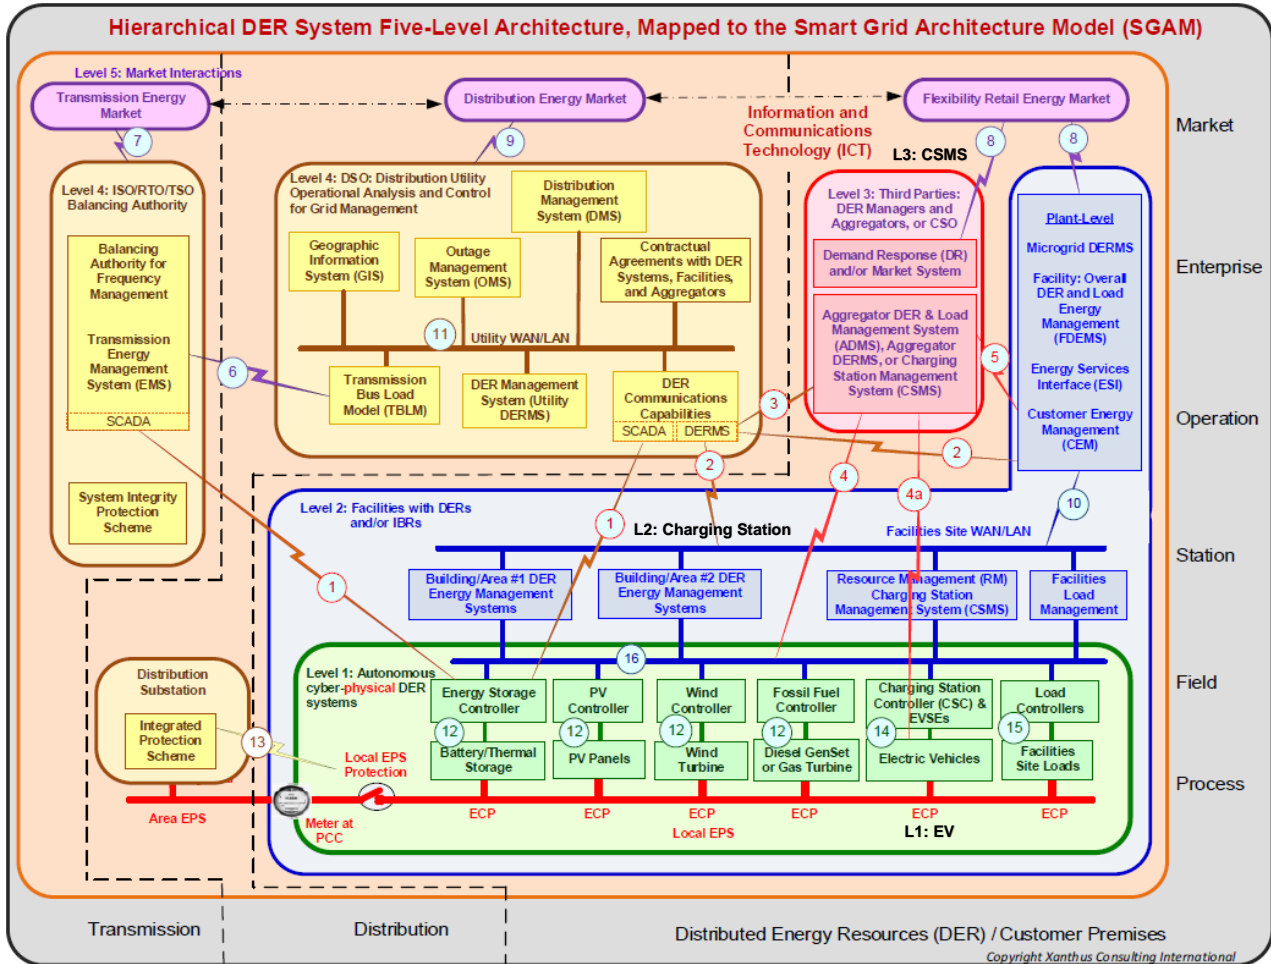 Hierarchical DER System Five-Level Architecture, Mapped to the Smart Grid Architecture Model (SGAM)
Level 5: Market Interactions
Transmission Energy
Market
Distribution Energy Market
Flexibility Retail Energy Market
Information and
Communications
Technology (ICT)
Market
7
9
8
8
L3: CSMS
Level 4: ISO/RTO/TSO
Balancing Authority
Balancing
Authority for
Frequency
Management
Transmission
Energy
Management
System (EMS)
SCADA
System Integrity
Protection
Scheme
6
Level 4: DSO: Distribution Utility
Operational Analysis and Control
for Grid Management
Distribution
Management
System (DMS)
Geographic
Information
System (GIS)
Outage
Management
System (OMS)
Contractual
Agreements with DER
Systems, Facilities,
and Aggregators
11
Utility WAN/LAN
Transmission
Bus Load
Model (TBLM)
DER Management
System (Utility
DERMS)
DER
Communications
Capabilities
SCADA
DERMS
Level 3: Third Parties:
DER Managers and
Aggregators, or CSO
Demand Response (DR)
and/or Market System
Aggregator DER & Load
Management System
(ADMS), Aggregator
DERMS, or Charging
Station Management
System (CSMS)
Plant-Level
Microgrid DERMS
Facility: Overall
DER and Load
Energy
Management
(FDEMS)
Energy Services
Interface (ESI)
Customer Energy
Management
(CEM)
Enterprise
Operation
3
5
2
2
4
4a
10
1
1
Level 2: Facilities with DERs
and/or IBRs
L2: Charging Station
Facilities Site WAN/LAN
Station
Building/Area #1 DER
Energy Management
Systems
Building/Area #2 DER
Energy Management
Systems
Resource Management (RM)
Charging Station
Management System (CSMS)
Facilities
Load
Management
16
Level 1: Autonomous
cyber-physical DER
systems
Energy Storage
Controller
PV
Controller
Wind
Controller
Fossil Fuel
Controller
Charging Station
Controller (CSC) &
EVSEs
Load
Controllers
Field
12
12
12
12
14
15
Battery/Thermal
Storage
PV Panels
Wind
Turbine
Diesel GenSet
or Gas Turbine
Electric Vehicles
Facilities
Site Loads
Process
Distribution
Substation
Integrated
Protection
Scheme
13
Local EPS
Protection
Area EPS
Meter at
PCC
ECP
ECP
ECP
ECP
ECP
ECP
Local EPS
L1: EV
Transmission
Distribution
Distributed Energy Resources (DER) / Customer Premises
Copyright Xanthus Consulting International